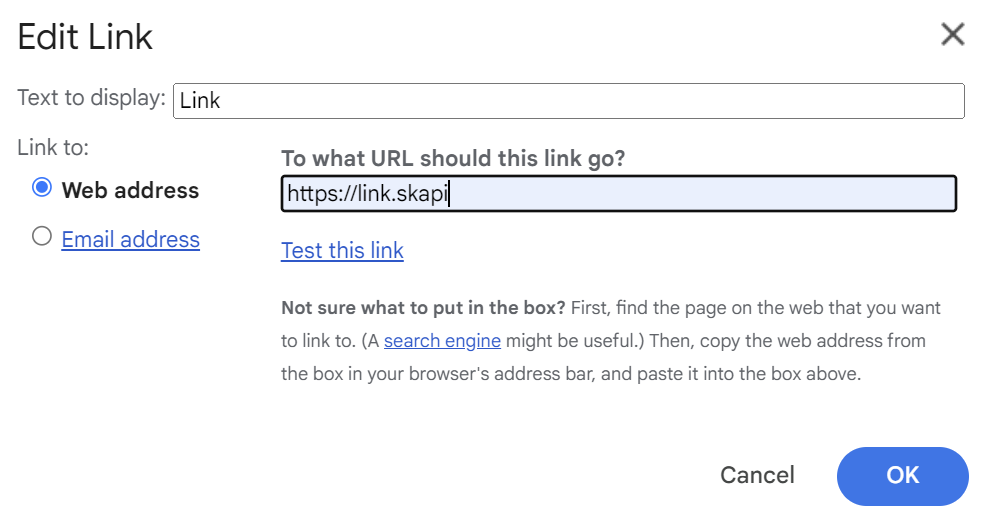 Edit Link
Text to display: Link
Link to:
To what URL should this link go?
Web address
https://link.skapi
Email address
Test this link
Not sure what to put in the box? First, find the page on the web that you want
to link to. (A search engine might be useful.) Then, copy the web address from
the box in your browser's address bar, and paste it into the box above.
Cancel
OK